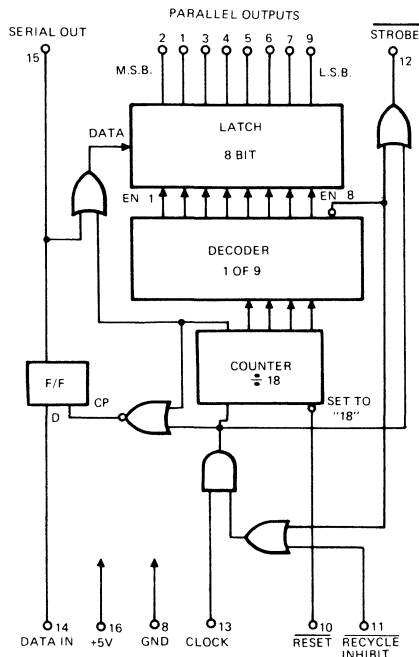 PARALLEL OUTPUTS
SERIAL OUT
STROBE
2 1 3 4 5 6 7 9
15
12
M.S.B.
L.S.B.
LATCH
8 BIT
DATA
EN 1
EN 8
DECODER
1 OF 9
COUNTER
÷ 18
F/F
CP
D
SET TO
"18"
14
16
8
13
10
11
DATA IN
+5V
GND
CLOCK
RESET
RECYCLE
INHIBIT